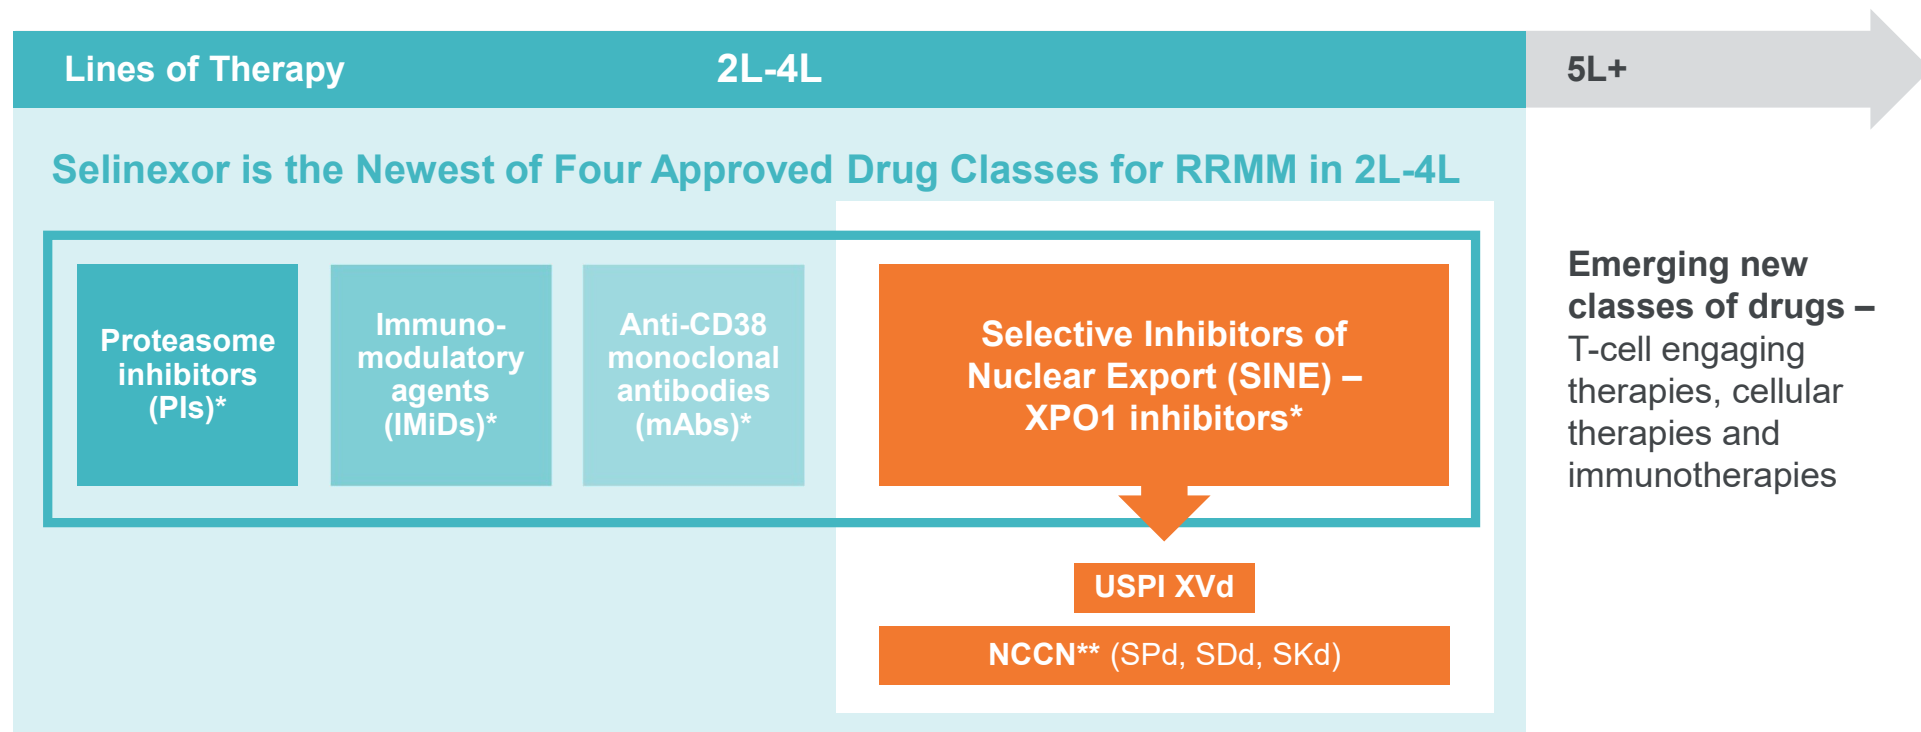 Lines of Therapy
2L-4L
5L+
Selinexor is the Newest of Four Approved Drug Classes for RRMM in 2L-4L
Proteasome
inhibitors
(PIs)*
Immuno-
modulatory
agents
(IMiDs)*
Anti-CD38
monoclonal
antibodies
(mAbs)*
Selective Inhibitors of
Nuclear Export (SINE) –
XPO1 inhibitors*
USPI XVd
NCCN** (SPd, SDd, SKd)
Emerging new
classes of drugs –
T-cell engaging
therapies, cellular
therapies and
immunotherapies